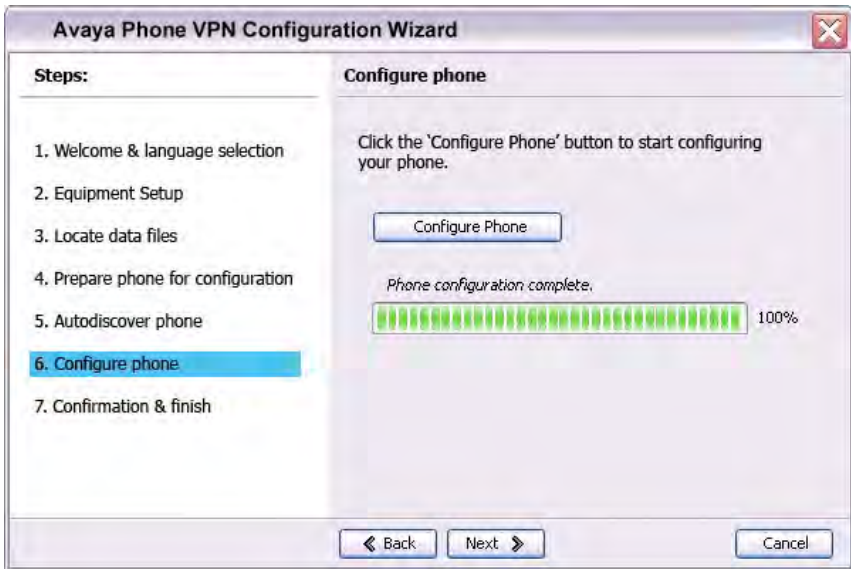 Avaya Phone VPN Configuration Wizard
Steps:
1. Welcome & language selection
2. Equipment Setup
3. Locate data files
4. Prepare phone for configuration
5. Autodiscover phone
6. Configure phone
7. Confirmation & finish
Configure phone
Click the ‘Configure Phone’ button to start configuring
your phone.
Configure Phone
Phone configuration complete.
100%
Back
Next
Cancel